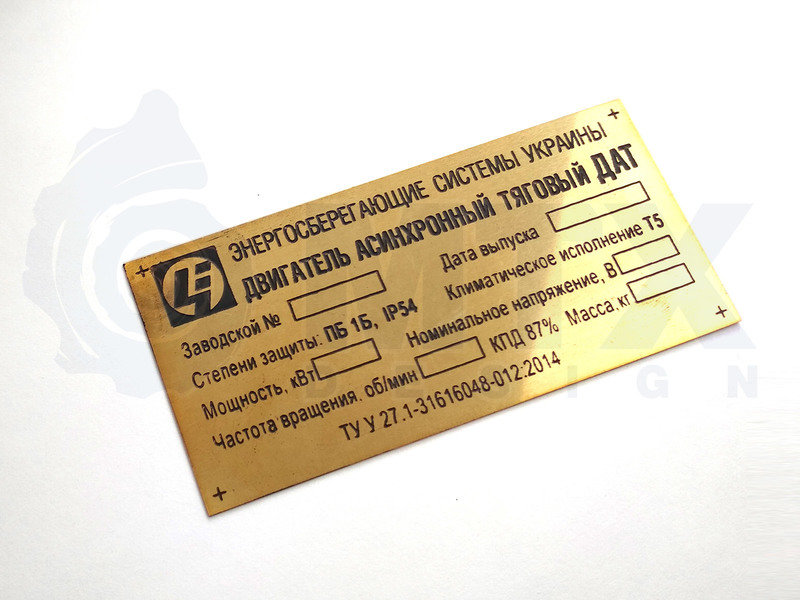 ЭНЕРГОСБЕРЕГАЮЩИЕ СИСТЕМЫ УКРАИНЫ
ДВИГАТЕЛЬ АСИНХРОННЫЙ ТЯГОВЫЙ ДАТ
Заводской № Дата выпуска
Степени защиты: ПБ 1Б, IP54 Климатическое исполнение Т5
Мощность, кВт Номинальное напряжение, В
Частота вращения. об/мин КПД 87% Масса, кг
ТУ У 27.1-31616048-012:2014
DESIGN